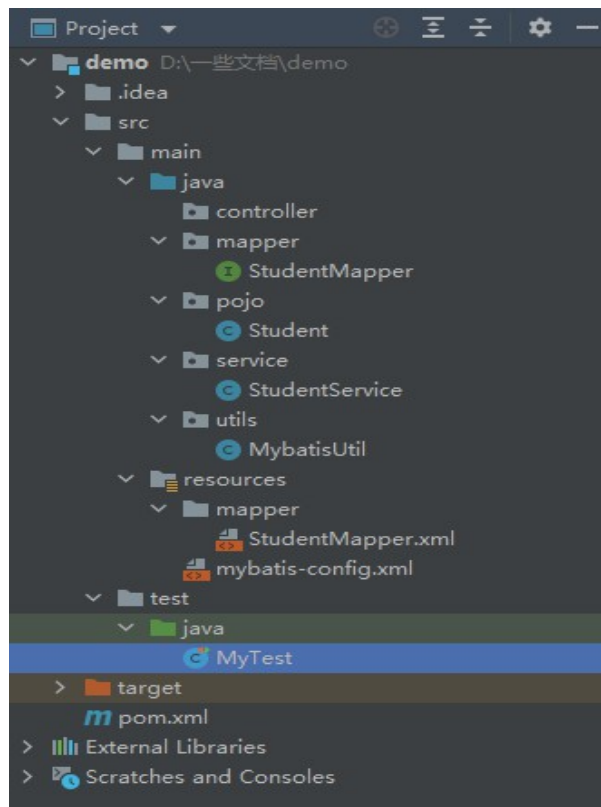 Project
demo D:\一些文档\demo
.idea
src
main
java
controller
mapper
StudentMapper
pojo
Student
service
StudentService
utils
MybatisUtil
resources
mapper
StudentMapper.xml
mybatis-config.xml
test
java
MyTest
target
pom.xml
External Libraries
Scratches and Consoles